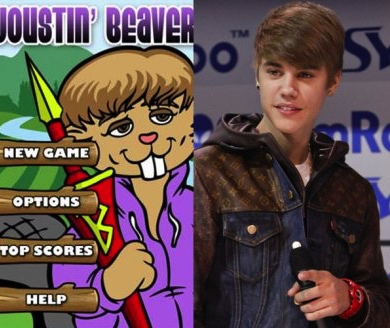 JOUSTIN' BEAVER
NEW GAME
OPTIONS
TOP SCORES
HELP